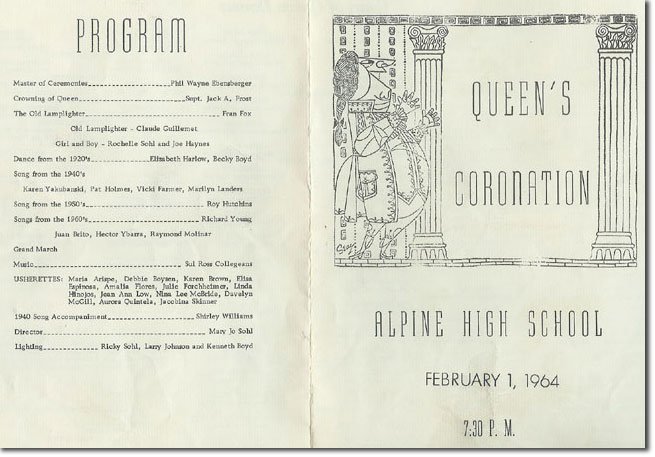 PROGRAM
Master of Ceremonies Phil Wayne Ebensberger
Crowning of Queen Supt. Jack A. Frost
The Old Lamplighter Fran Fox
Old Lamplighter - Claude Guillemet
Girl and Boy - Rochelle Sohl and Joe Haynes
Dance from the 1920's Elizabeth Harlow, Becky Boyd
Song from the 1940's
Karen Yakubanski, Pat Holmes, Vicki Farmer, Marilyn Landers
Song from the 1950's Roy Hutchins
Songs from the 1960's Richard Young
Juan Brito, Hector Ybarra, Raymond Molinar
Grand March
Music Sul Ross Collegeans
USHERETTES: Maria Arispe, Debbie Boysen, Karen Brown, Elisa
Espinosa, Amalia Flores, Julie Forchheimer, Linda
Hinojos, Joan Ann Low, Nina Lee McBride, Davelyn
McGill, Aurora Quintela, Jacobina Skinner
1940 Song Accompaniment Shirley Williams
Director Mary Jo Sohl
Lighting Ricky Sohl, Larry Johnson and Kenneth Boyd
QUEEN'S
CORONATION
ALPINE HIGH SCHOOL
FEBRUARY 1, 1964
7:30 P. M.